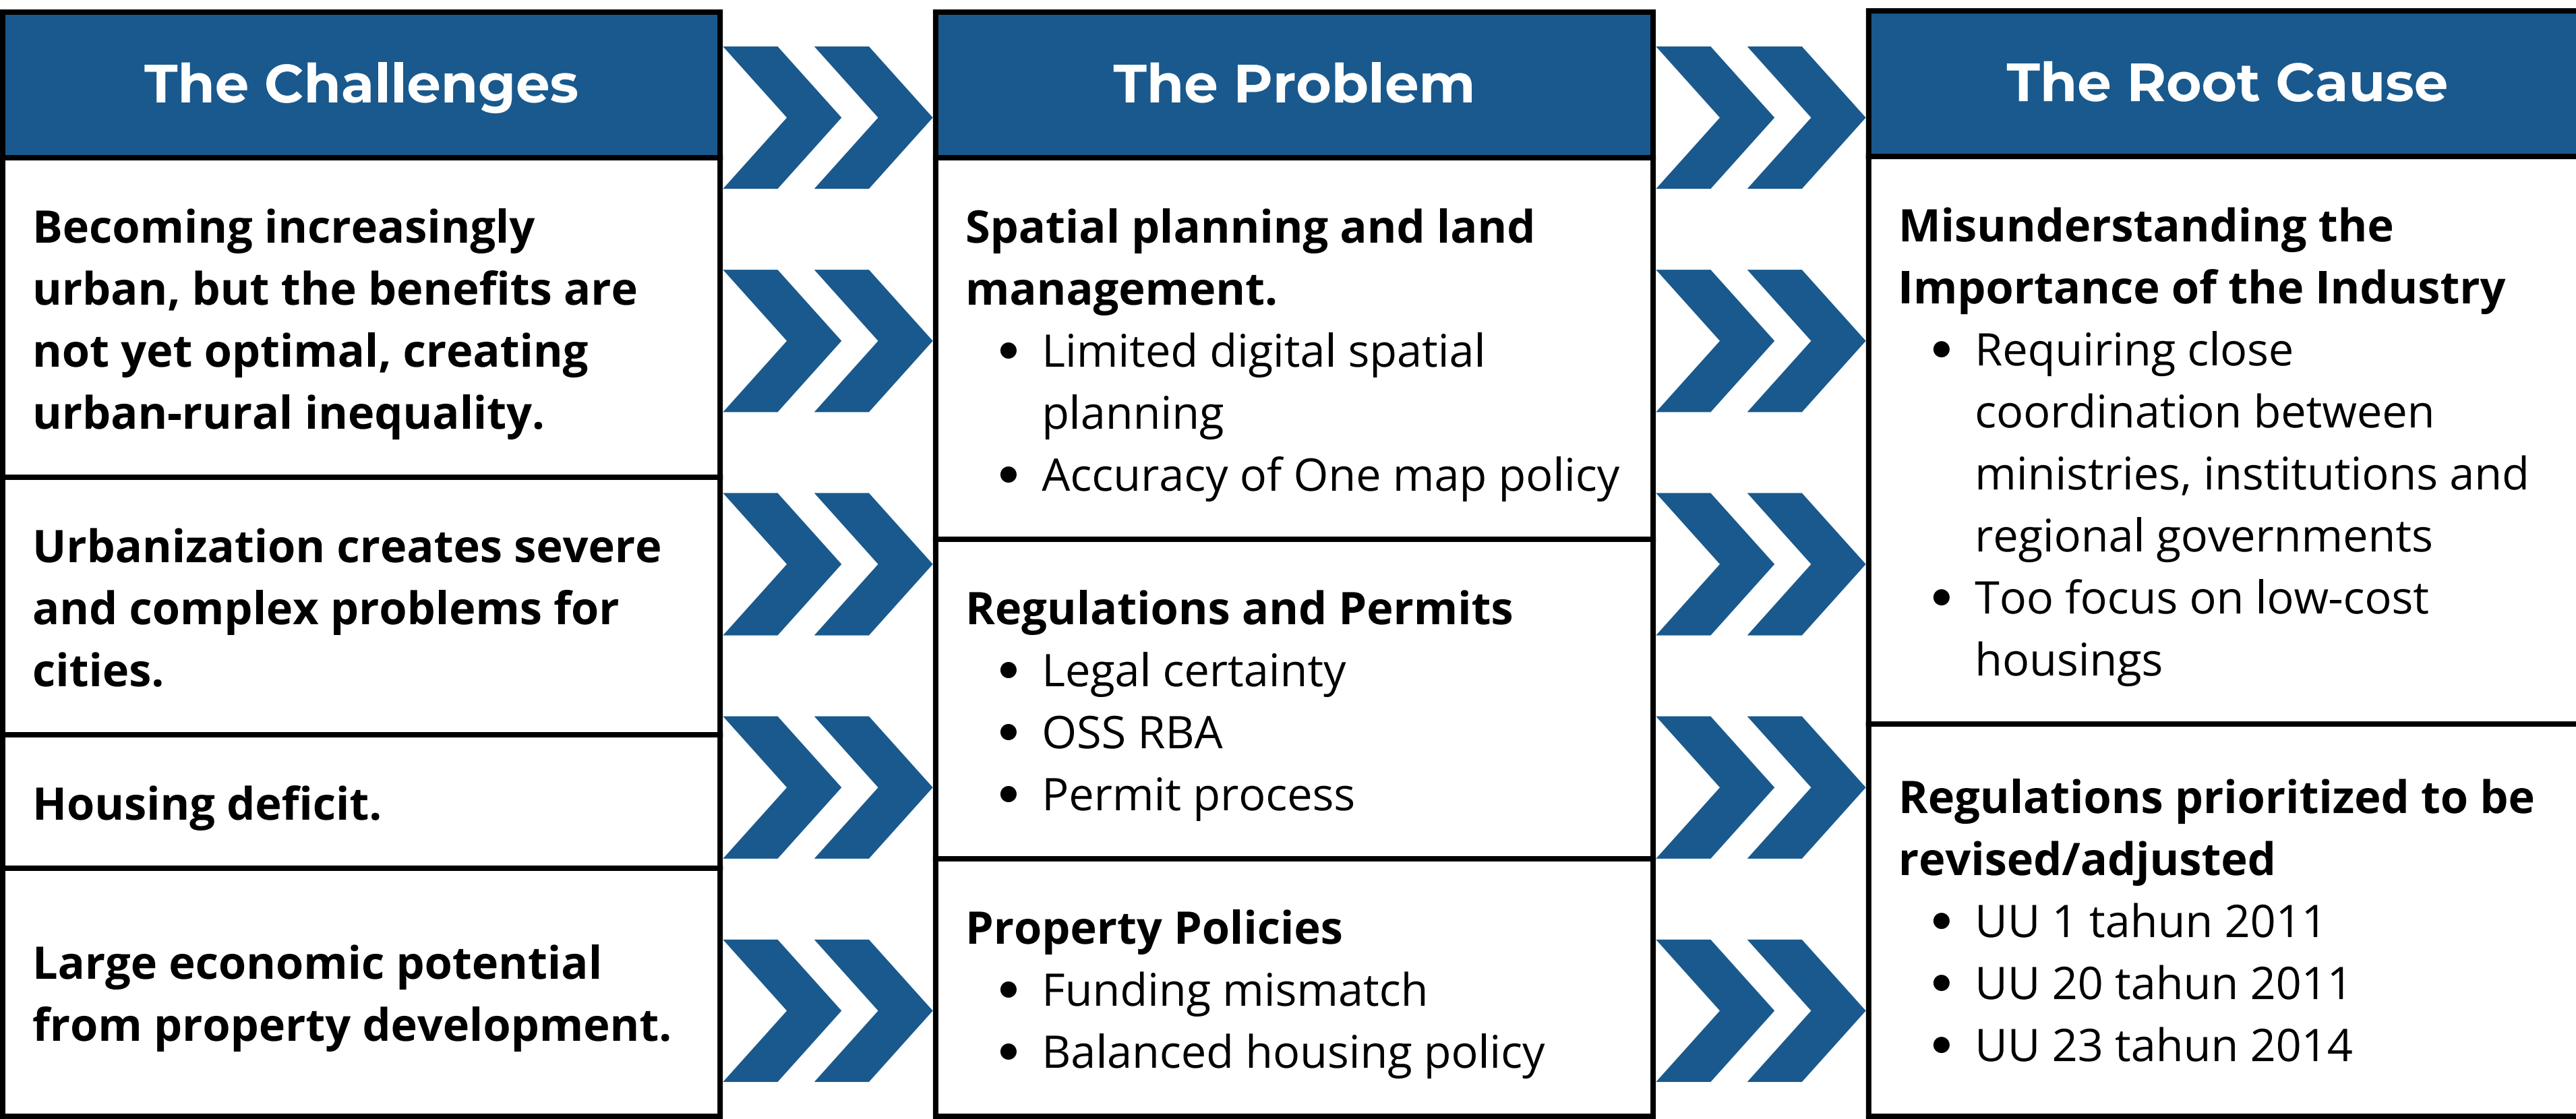 The Challenges
Becoming increasingly
urban, but the benefits are
not yet optimal, creating
urban-rural inequality.
Urbanization creates severe
and complex problems for
cities.
Housing deficit.
Large economic potential
from property development.
The Problem
Spatial planning and land
management.
• Limited digital spatial
planning
• Accuracy of One map policy
Regulations and Permits
• Legal certainty
• OSS RBA
• Permit process
Property Policies
• Funding mismatch
• Balanced housing policy
The Root Cause
Misunderstanding the
Importance of the Industry
• Requiring close
coordination between
ministries, institutions and
regional governments
• Too focus on low-cost
housings
Regulations prioritized to be
revised/adjusted
• UU 1 tahun 2011
• UU 20 tahun 2011
• UU 23 tahun 2014